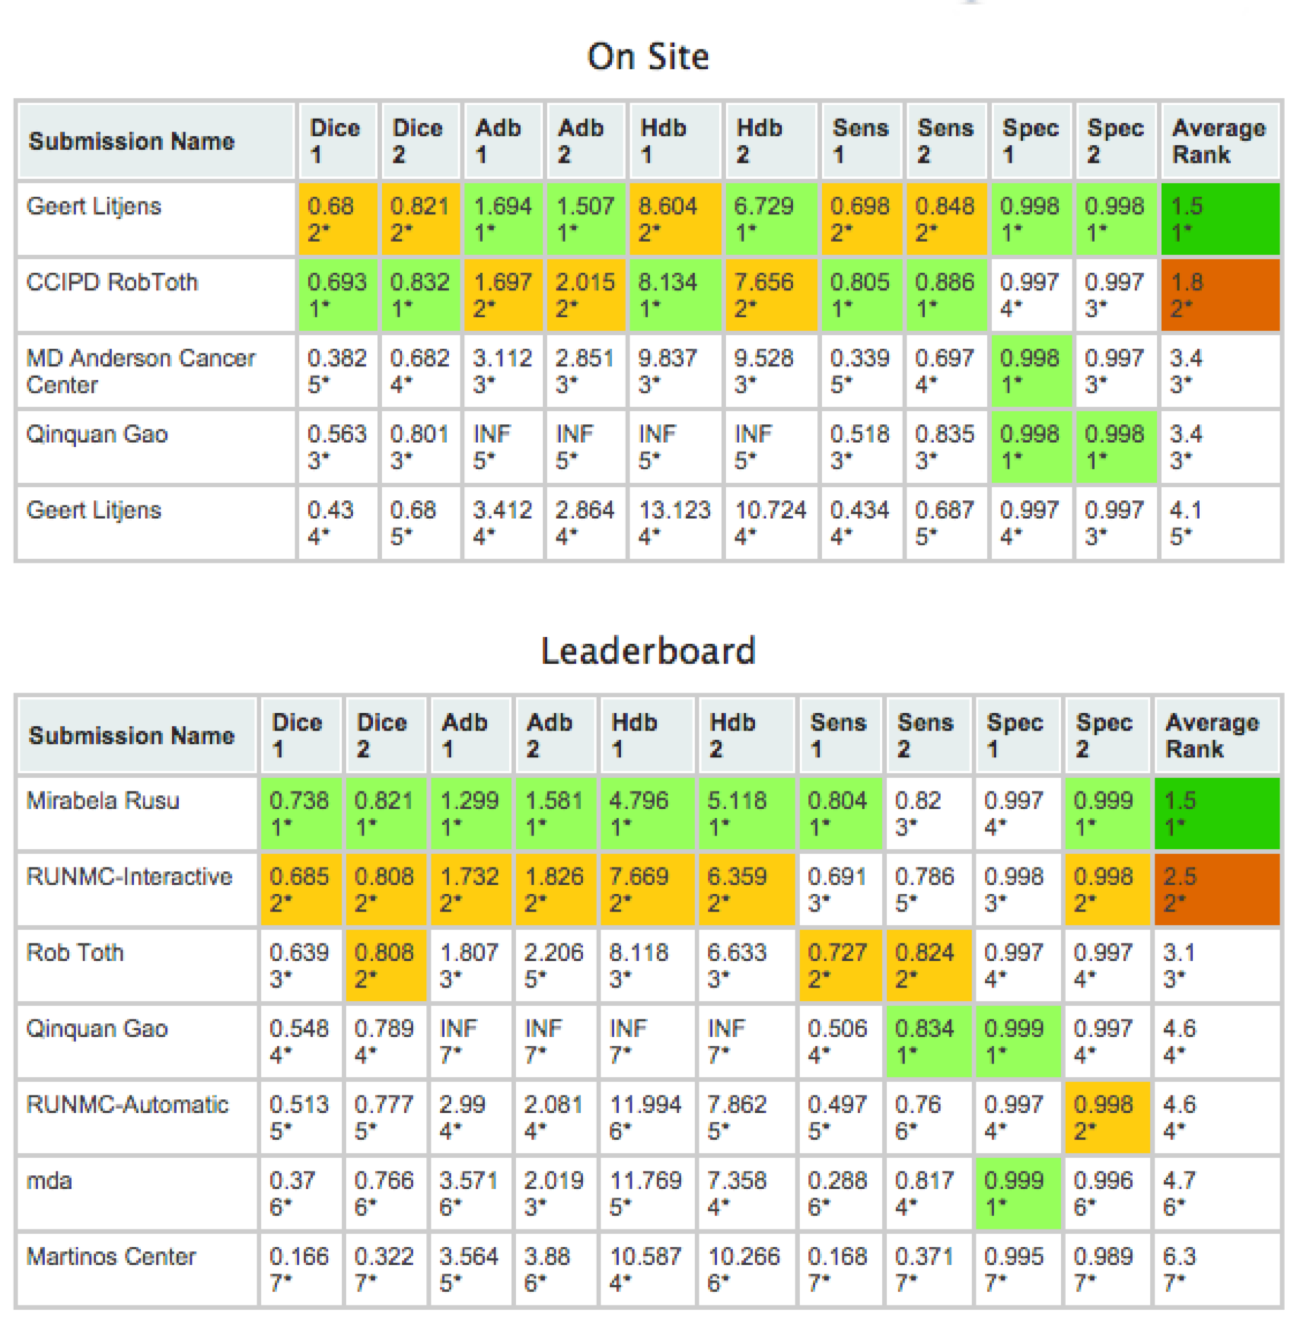 On Site
Submission Name Dice 1 Dice 2 Adb 1 Adb 2 Hdb 1 Hdb 2 Sens 1 Sens 2 Spec 1 Spec 2 Average Rank
Geert Litjens 0.68 0.821 1.694 1.507 8.604 6.729 0.698 0.848 0.998 0.998 1.5
2* 2* 1* 1* 2* 1* 2* 2* 1* 1* 1*
CCIPD RobToth 0.693 0.832 1.697 2.015 8.134 7.656 0.805 0.886 0.997 0.997 1.8
1* 1* 2* 2* 1* 2* 1* 1* 4* 3* 2*
MD Anderson Cancer 0.382 0.682 3.112 2.851 9.837 9.528 0.339 0.697 0.998 0.997 3.4
Center 5* 4* 3* 3* 3* 3* 5* 4* 1* 3* 3*
Qinquan Gao 0.563 0.801 INF INF INF INF 0.518 0.835 0.998 0.998 3.4
3* 3* 5* 5* 5* 5* 3* 3* 1* 1* 3*
Geert Litjens 0.43 0.68 3.412 2.864 13.123 10.724 0.434 0.687 0.997 0.997 4.1
4* 5* 4* 4* 4* 4* 4* 5* 4* 3* 5*
Leaderboard
Submission Name Dice 1 Dice 2 Adb 1 Adb 2 Hdb 1 Hdb 2 Sens 1 Sens 2 Spec 1 Spec 2 Average Rank
Mirabela Rusu 0.738 0.821 1.299 1.581 4.796 5.118 0.804 0.82 0.997 0.999 1.5
1* 1* 1* 1* 1* 1* 1* 3* 4* 1* 1*
RUNMC-Interactive 0.685 0.808 1.732 1.826 7.669 6.359 0.691 0.786 0.998 0.998 2.5
2* 2* 2* 2* 2* 2* 3* 5* 3* 2* 2*
Rob Toth 0.639 0.808 1.807 2.206 8.118 6.633 0.727 0.824 0.997 0.997 3.1
3* 2* 3* 5* 3* 3* 2* 2* 4* 4* 3*
Qinquan Gao 0.548 0.789 INF INF INF INF 0.506 0.834 0.999 0.997 4.6
4* 4* 7* 7* 7* 7* 4* 1* 1* 4* 4*
RUNMC-Automatic 0.513 0.777 2.99 2.081 11.994 7.862 0.497 0.76 0.997 0.998 4.6
5* 5* 4* 4* 6* 5* 5* 6* 4* 2* 4*
mda 0.37 0.766 3.571 2.019 11.769 7.358 0.288 0.817 0.999 0.996 4.7
6* 6* 6* 3* 5* 4* 6* 4* 1* 6* 6*
Martinos Center 0.166 0.322 3.564 3.88 10.587 10.266 0.168 0.371 0.995 0.989 6.3
7* 7* 5* 6* 4* 6* 7* 7* 7* 7* 7*